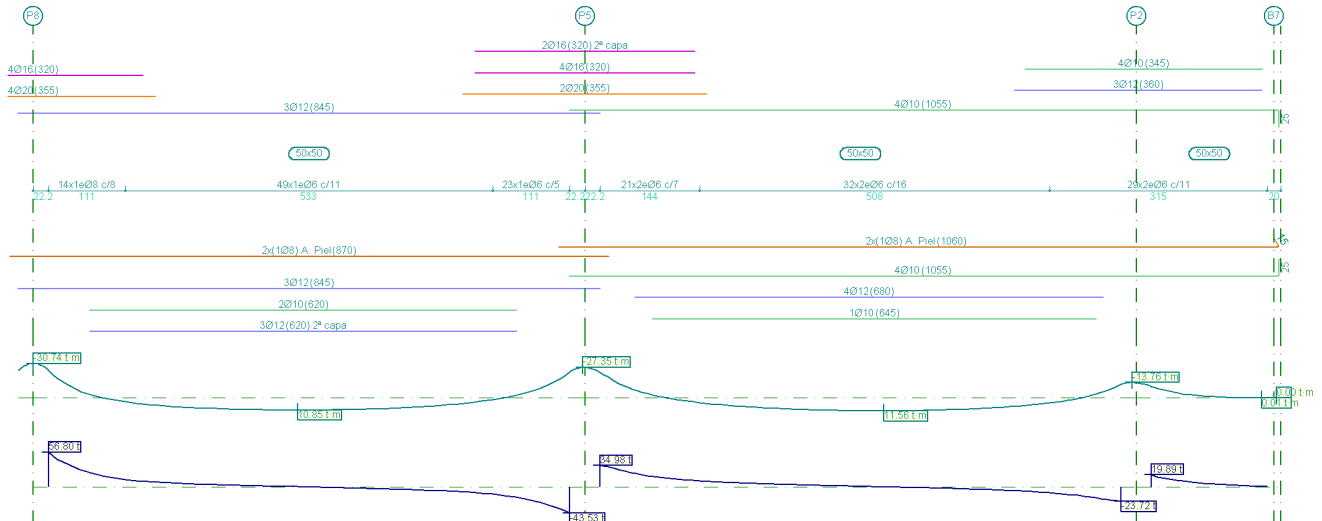 P8
P5
P2
B7
2Ø16(320) 2ª capa
4Ø16(320)
4Ø16(320)
4Ø10(345)
4Ø20(355)
2Ø20(355)
3Ø12(360)
3Ø12(845)
4Ø10(1055)
25
50x50
50x50
50x50
14x1eØ8 c/8
49x1eØ6 c/11
23x1eØ6 c/5
21x2eØ6 c/7
32x2eØ6 c/16
29x2eØ6 c/11
22.2
111
533
111
22.2
22.2
144
508
315
20
2x(1Ø8) A. Piel(870)
2x(1Ø8) A. Piel(1060)
25
3Ø12(845)
4Ø10(1055)
2Ø10(620)
4Ø12(680)
3Ø12(620) 2ª capa
1Ø10(645)
-30.74 t·m
-27.35 t·m
-13.76 t·m
10.85 t·m
11.56 t·m
0.00 t·m
0.01 t·m
56.80 t
34.98 t
19.89 t
-43.53 t
-23.72 t